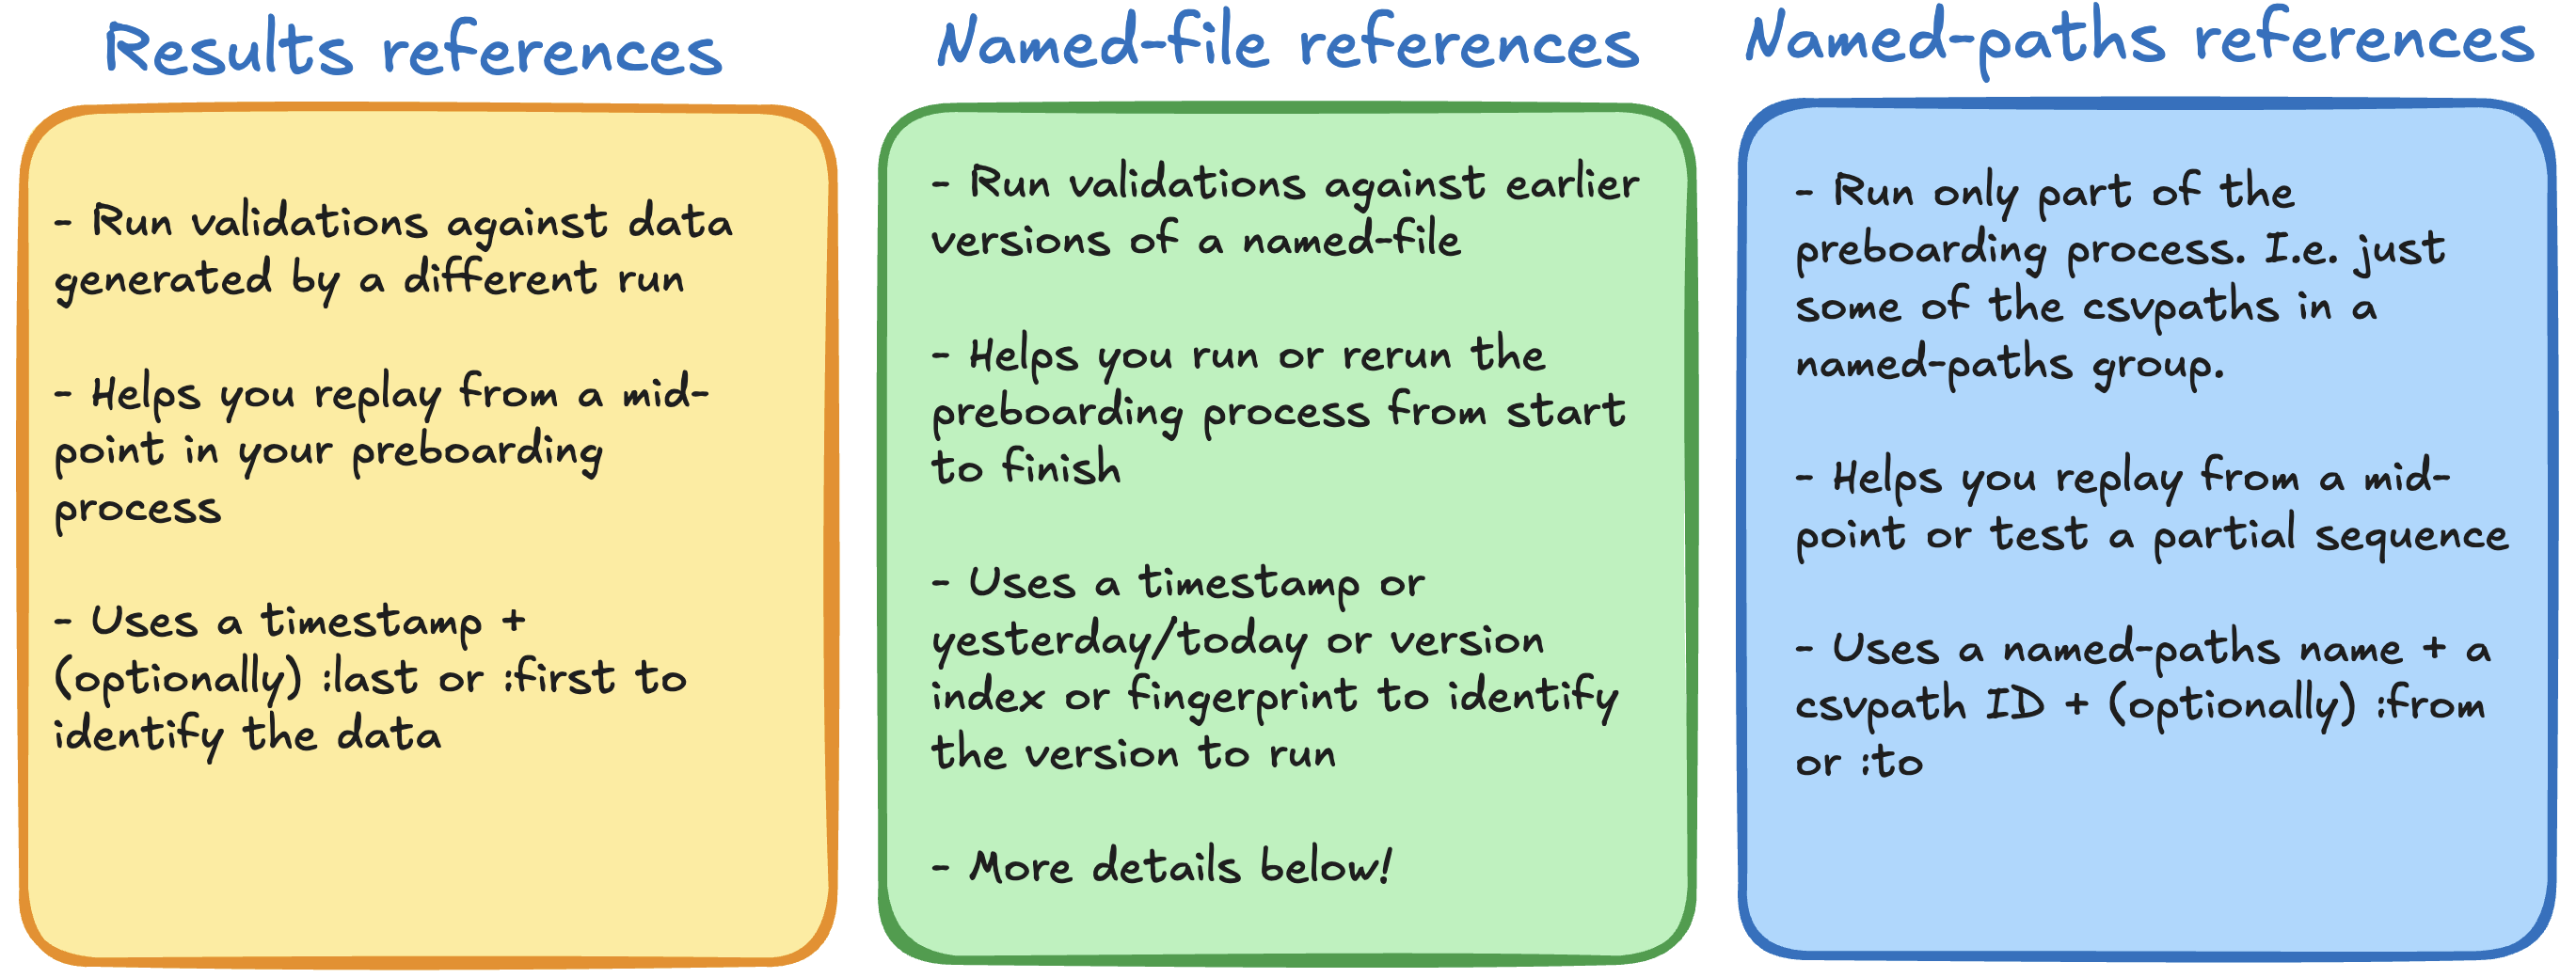 Results references
- Run validations against data
generated by a different run
- Helps you replay from a mid-
point in your preboarding
process
- Uses a timestamp +
(optionally) :last or :first to
identify the data
Named-file references
- Run validations against earlier
versions of a named-file
- Helps you run or rerun the
preboarding process from start
to finish
- Uses a timestamp or
yesterday/today or version
index or fingerprint to identify
the version to run
- More details below!
Named-paths references
- Run only part of the
preboarding process. I.e. just
some of the csvpaths in a
named-paths group.
- Helps you replay from a mid-
point or test a partial sequence
- Uses a named-paths name + a
csvpath ID + (optionally) :from
or :to